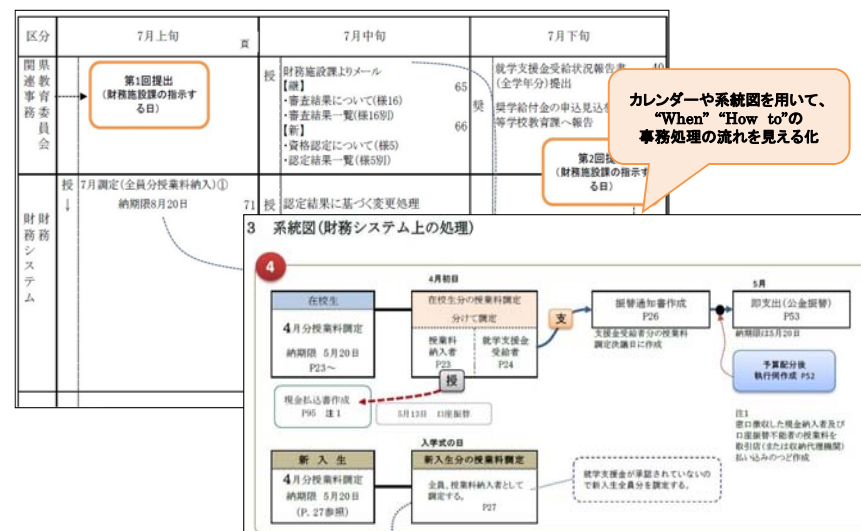 区分
7月上旬
頁
7月中旬
7月下旬
関連事務
県教育委員会
第1回提出
(財務施設課の指示す
る日)
授
財務施設課よりメール
【継】
・審査結果について(様16) 65
・審査結果一覧(様16別)
【新】 66
・資格認定について(様5)
・認定結果一覧(様5別)
奨
就学支援金受給状況報告書 40
(全学年分)提出
奨学給付金の申込見込を
等学校教育課へ報告
第2回提
(財務施設課の指示す
る日)
カレンダーや系統図を用いて、
“When” “How to”の
事務処理の流れを見える化
財務システム
財務
授 7月調定(全員分授業料納入)①
↓ 納期限8月20日 71
授 認定結果に基づく変更処理
3 系統図(財務システム上の処理)
4
在校生
4月分授業料調定
納期限 5月20日
P23~
4月初日
在校生分の授業料調定
分けて調定
授業料
納入者
P23
就学支援金
受給者
P24
授
支
振替通知書作成
P26
支援金受給者分の授業料
調定決議日に作成
5月
即支出(公金振替)
P53
納期限は5月20日
予算配分後
執行伺作成 P52
現金払込書作成
P95 注1
5月13日 口座振替
注1
窓口徴収した現金納入者及び
口座振替不能者の授業料を
取引店(または収納代理機関)
払い込みのつど作成
新入生
4月分授業料調定
納期限 5月20日
(P.27参照)
入学式の日
新入生分の授業料調定
全員、授業料納入者として
調定する。
P27
就学支援金が承認されていないの
で新入生全員分を調定する。